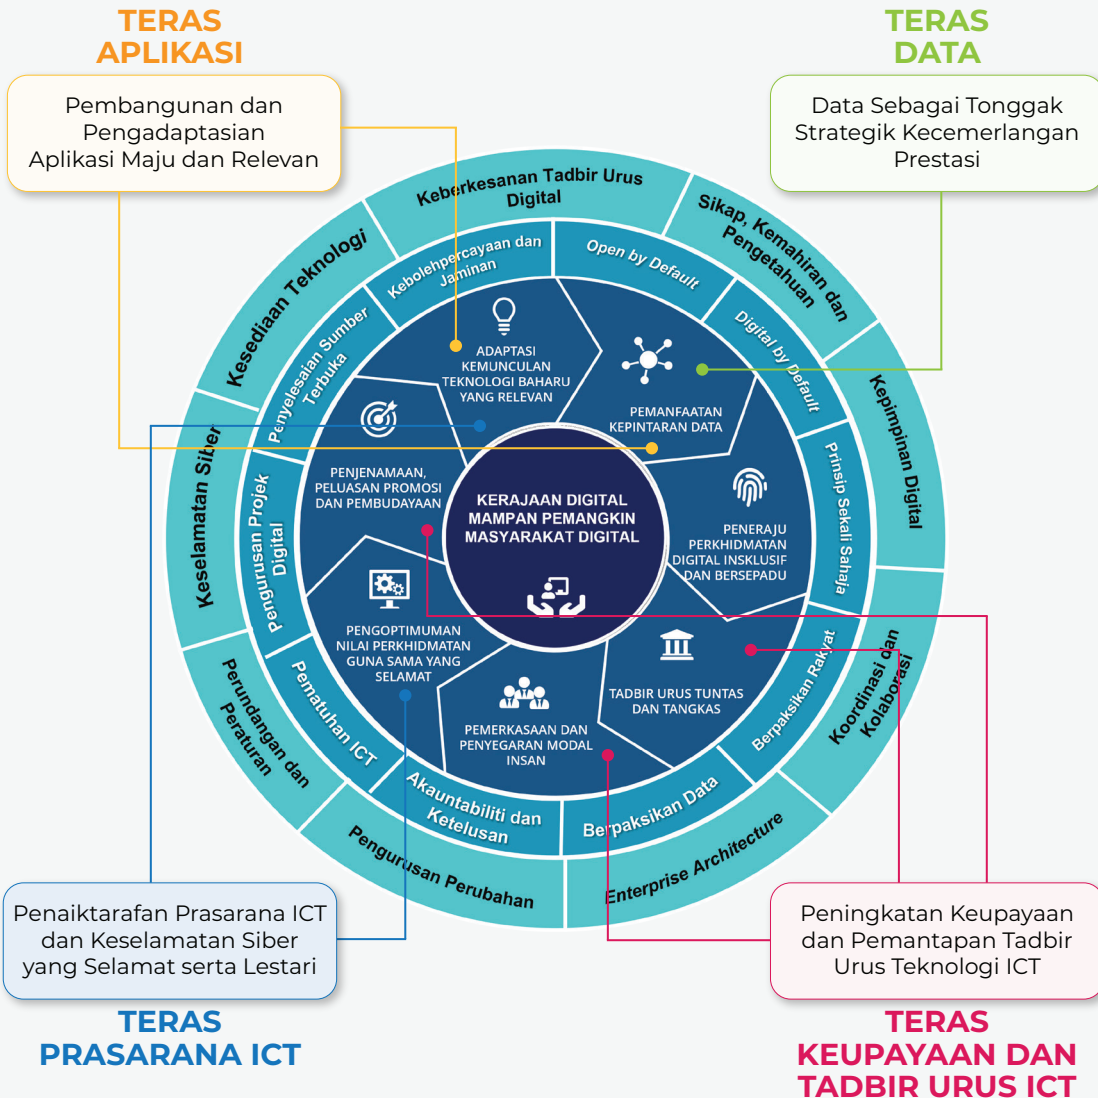 TERAS
APLIKASI
Pembangunan dan
Pengadaptasian
Aplikasi Maju dan Relevan
TERAS
DATA
Data Sebagai Tonggak
Strategik Kecemerlangan
Prestasi
Keberkesanan Tadbir Urus
Digital
Sikap, Kemahiran dan
Pengetahuan
Kepimpinan Digital
Koordinasi dan
Kolaborasi
Enterprise Architecture
Pengurusan Perubahan
Perundangan dan
Peraturan
Keselamatan Siber
Kesediaan Teknologi
Kebolehpercayaan dan
Jaminan
Open by Default
Digital by Default
Prinsip Sekali Sahaja
Berpaksikan Rakyat
Berpaksikan Data
Akauntabiliti dan
Ketelusan
Pematuhan ICT
Pengurusan Projek
Digital
Penyelesaian Sumber
Terbuka
ADAPTASI
KEMUNCULAN
TEKNOLOGI BAHARU
YANG RELEVAN
PEMANFAATAN
KEPINTARAN DATA
PENERAJU
PERKHIDMATAN
DIGITAL INSKLUSIF
DAN BERSEPADU
TADBIR URUS TUNTAS
DAN TANGKAS
PEMERKASAAN DAN
PENYEGARAN MODAL
INSAN
PENGOPTIMUMAN
NILAI PERKHIDMATAN
GUNA SAMA YANG
SELAMAT
PENJENAMAAN,
PELUASAN PROMOSI
DAN PEMBUDAYAAN
KERAJAAN DIGITAL
MAMPAN PEMANGKIN
MASYARAKAT DIGITAL
Penaiktarafan Prasarana ICT
dan Keselamatan Siber
yang Selamat serta Lestari
TERAS
PRASARANA ICT
Peningkatan Keupayaan
dan Pemantapan Tadbir
Urus Teknologi ICT
TERAS
KEUPAYAAN DAN
TADBIR URUS ICT